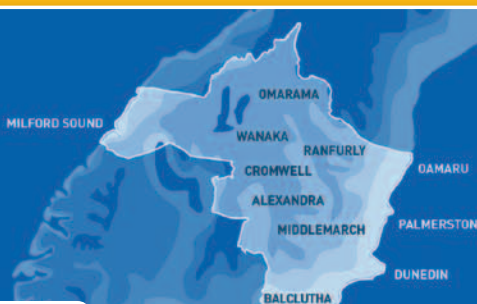 OMARAMA
MILFORD SOUND
WANAKA
RANFURLY
OAMARU
CROMWELL
ALEXANDRA
MIDDLEMARCH
PALMERSTON
DUNEDIN
BALCLUTHA